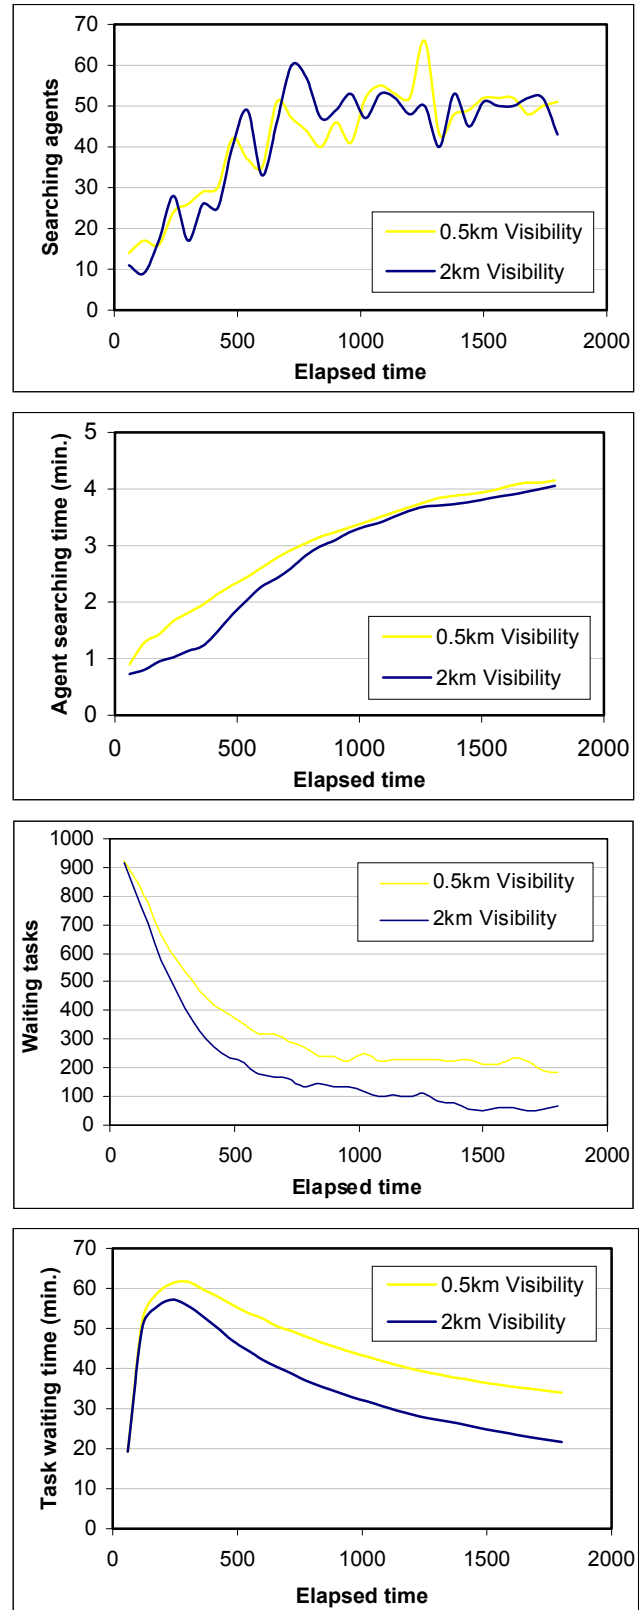 70
60
50
40
30
20
10
0
Searching agents
0.5km Visibility
2km Visibility
0 500 1000 1500 2000
Elapsed time
5
4
3
2
1
0
Agent searching time (min.)
0.5km Visibility
2km Visibility
0 500 1000 1500 2000
Elapsed time
1000
900
800
700
600
500
400
300
200
100
0
Waiting tasks
0.5km Visibility
2km Visibility
0 500 1000 1500 2000
Elapsed time
70
60
50
40
30
20
10
0
Task waiting time (min.)
0.5km Visibility
2km Visibility
0 500 1000 1500 2000
Elapsed time